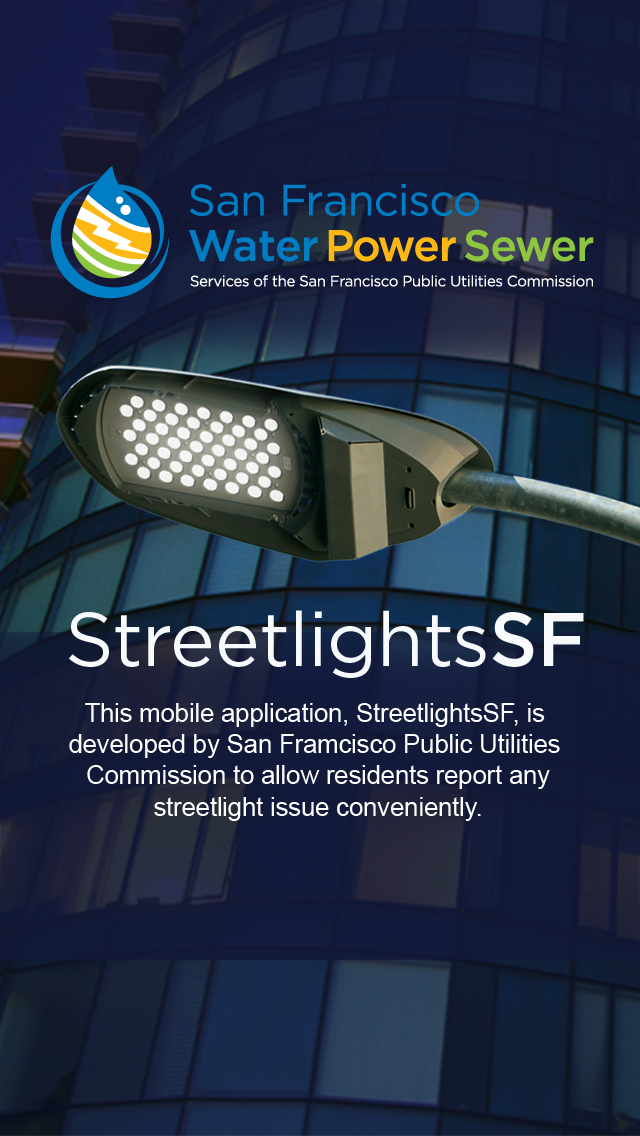 San Francisco
Water Power Sewer
Services of the San Francisco Public Utilities Commission
StreetlightsSF
This mobile application, StreetlightsSF, is
developed by San Framcisco Public Utilities
Commission to allow residents report any
streetlight issue conveniently.